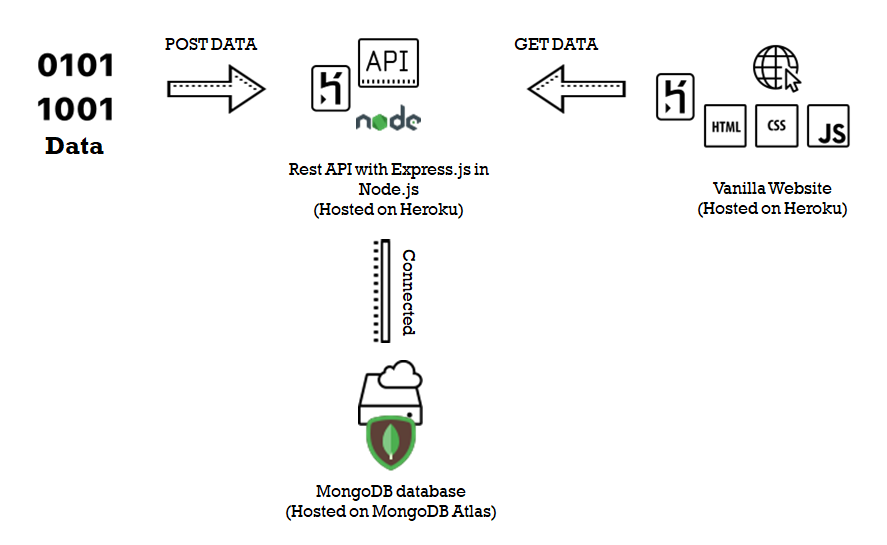 0101
1001
Data
POST DATA
API
node
Rest API with Express.js in
Node.js
(Hosted on Heroku)
GET DATA
HTML
CSS
JS
Vanilla Website
(Hosted on Heroku)
Connected
MongoDB database
(Hosted on MongoDB Atlas)